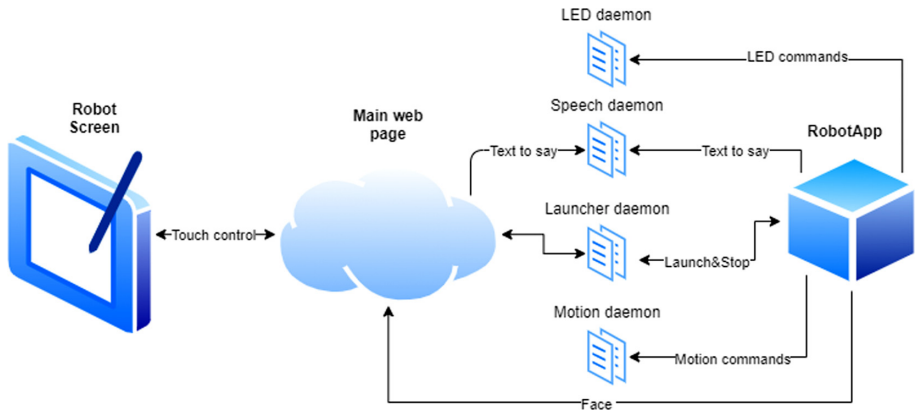 LED daemon
LED commands
Robot
Screen
Main web
page
Speech daemon
RobotApp
Text to say
Text to say
Launcher daemon
Touch control
Launch&Stop
Motion daemon
Motion commands
Face